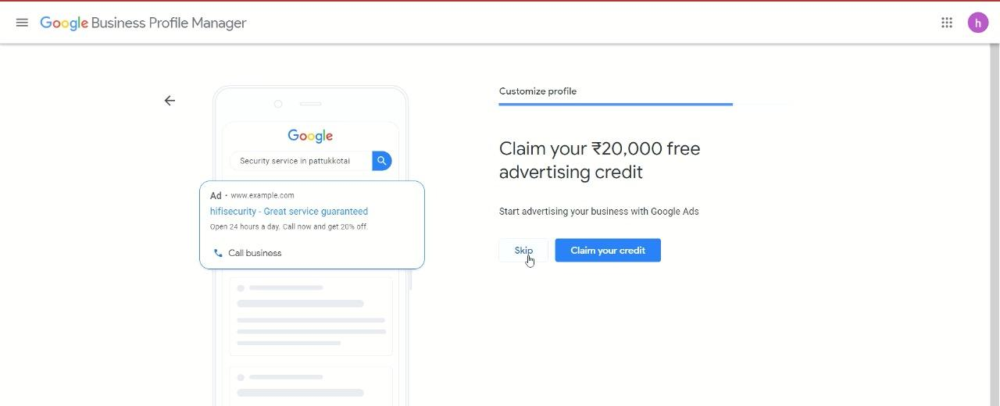 Google Business Profile Manager
h
Customize profile
Google
Security service in pattukkotai
Ad · www.example.com
hifisecurity - Great service guaranteed
Open 24 hours a day. Call now and get 20% off.
Call business
Claim your ₹20,000 free
advertising credit
Start advertising your business with Google Ads
Skip
Claim your credit